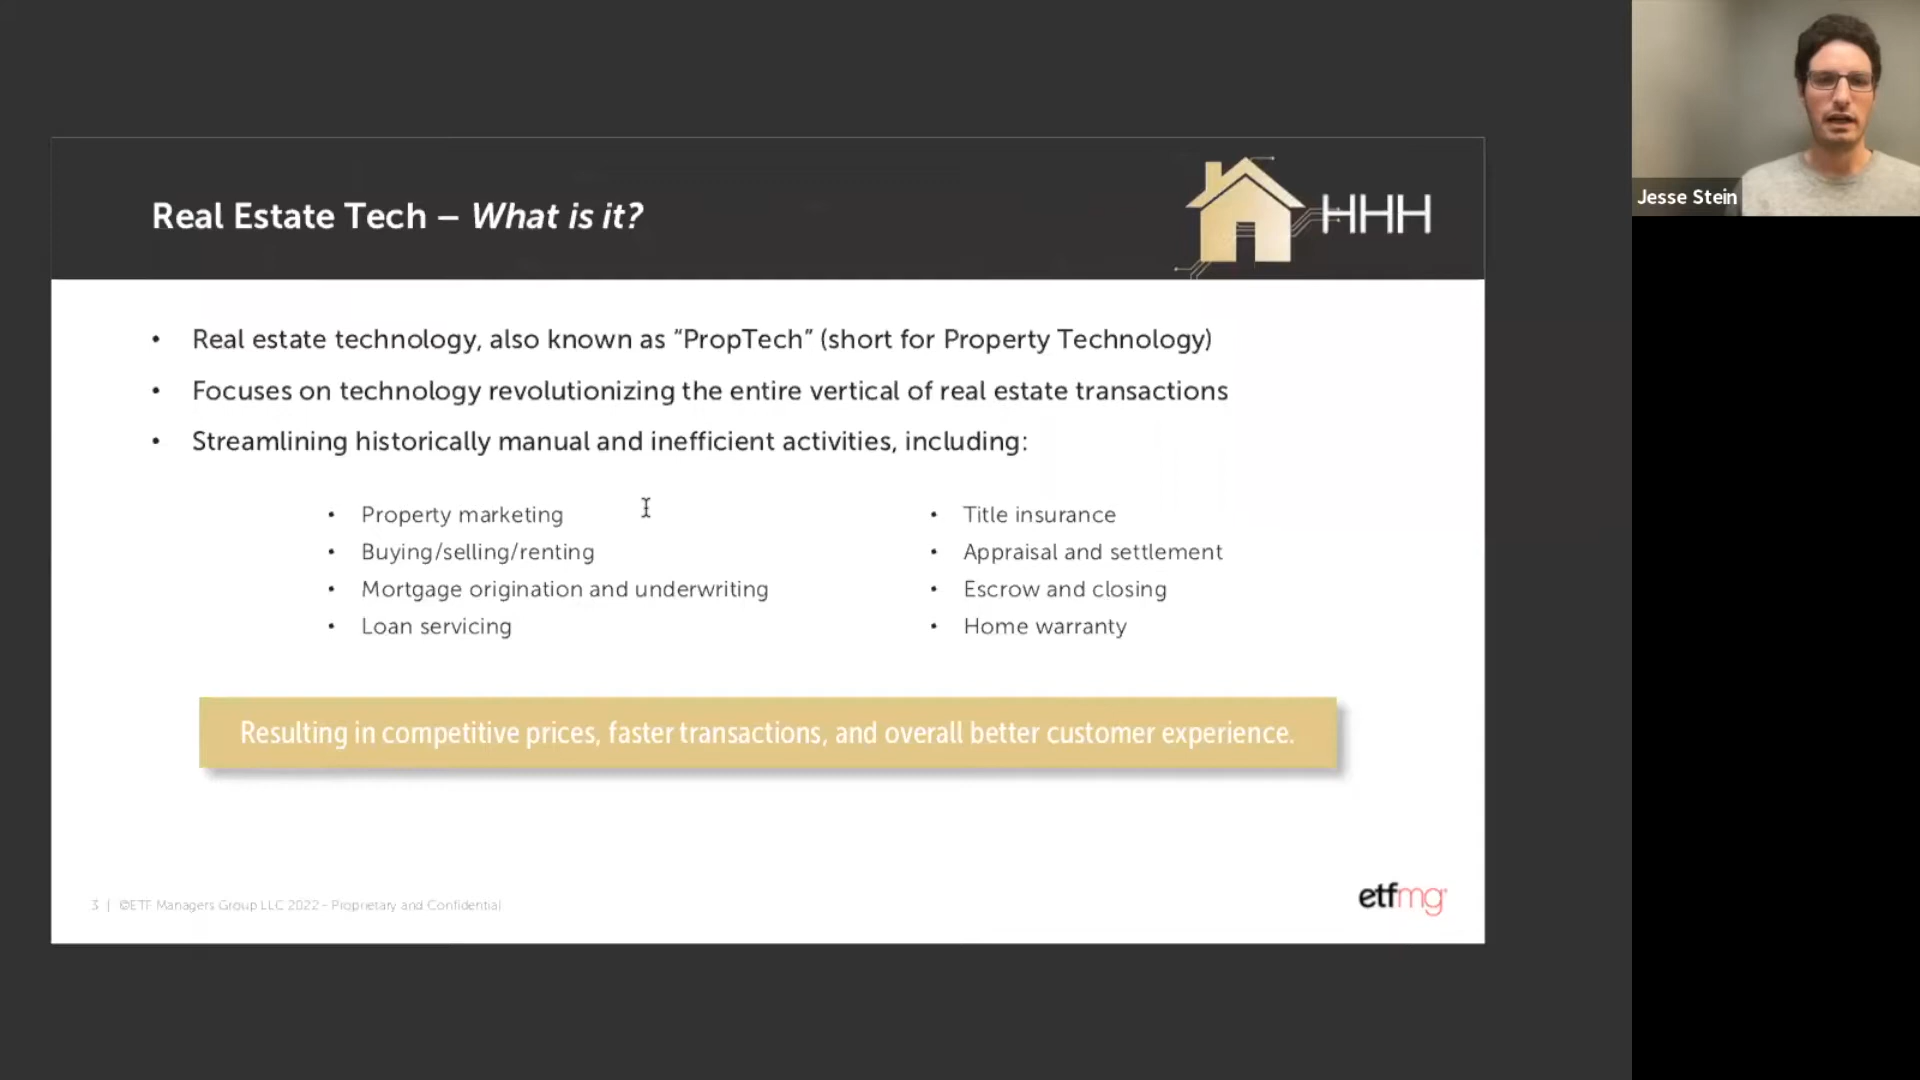 Real Estate Tech – What is it?
HHH
• Real estate technology, also known as “PropTech” (short for Property Technology)
• Focuses on technology revolutionizing the entire vertical of real estate transactions
• Streamlining historically manual and inefficient activities, including:
• Property marketing
• Buying/selling/renting
• Mortgage origination and underwriting
• Loan servicing
• Title insurance
• Appraisal and settlement
• Escrow and closing
• Home warranty
Resulting in competitive prices, faster transactions, and overall better customer experience.
3 | ©ETF Managers Group LLC 2022 – Proprietary and Confidential
etfmg
Jesse Stein